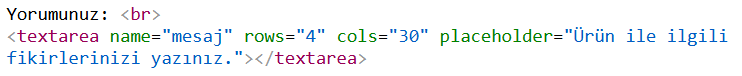 Yorumunuz: <br>
<textarea name="mesaj" rows="4" cols="30" placeholder="Ürün ile ilgili
fikirlerinizi yazınız."></textarea>